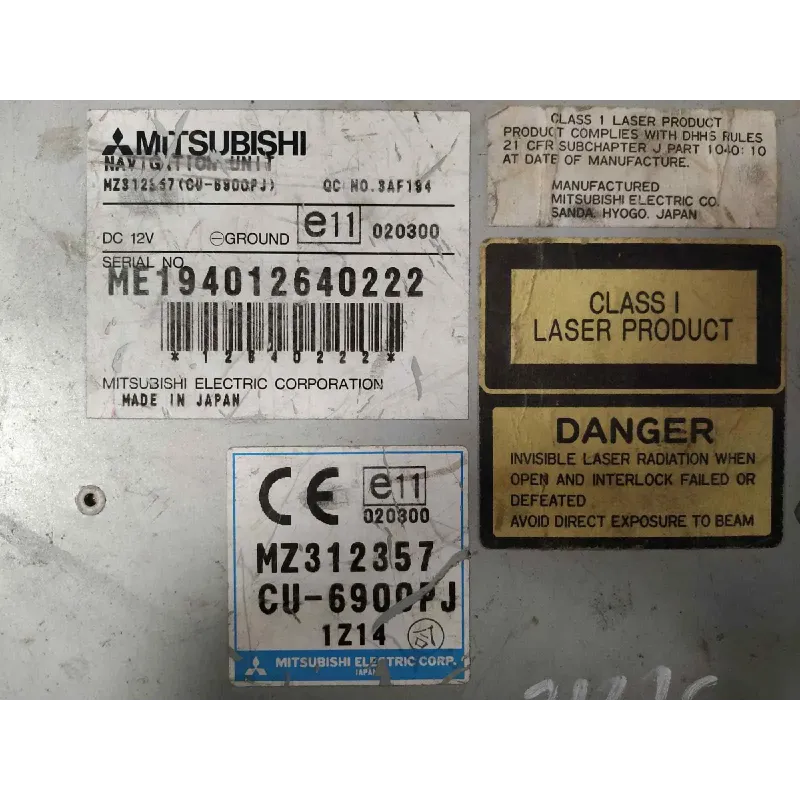 MITSUBISHI
NAVIGATION UNIT
MZ312357(CU-6900PJ) QC NO.3AF194
DC 12V ⊖GROUND e11 020300
SERIAL NO.
ME194012640222
*12640222*
MITSUBISHI ELECTRIC CORPORATION
MADE IN JAPAN
CLASS 1 LASER PRODUCT
PRODUCT COMPLIES WITH DHHS RULES
21 CFR SUBCHAPTER J PART 1040:10
AT DATE OF MANUFACTURE.
MANUFACTURED
MITSUBISHI ELECTRIC CO.
SANDA, HYOGO, JAPAN
CLASS I
LASER PRODUCT
DANGER
INVISIBLE LASER RADIATION WHEN
OPEN AND INTERLOCK FAILED OR
DEFEATED
AVOID DIRECT EXPOSURE TO BEAM
CE e11
020300
MZ312357
CU-6900PJ
1Z14
MITSUBISHI ELECTRIC CORP.
JAPAN